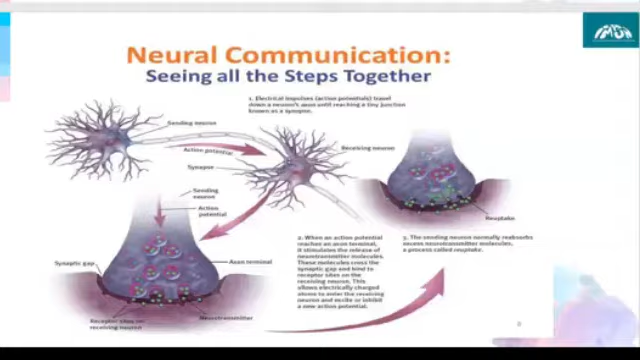 Neural Communication:
Seeing all the Steps Together
1. Electrical impulses (action potentials) travel
down a neuron's axon until reaching a tiny junction
known as a synapse.
Sending neuron
Action potential
Synapse
Receiving neuron
Sending
neuron
Action
potential
Synaptic gap
Axon terminal
Receptor sites on
receiving neuron
Neurotransmitter
2. When an action potential
reaches an axon terminal,
it stimulates the release of
neurotransmitter molecules.
These molecules cross the
synaptic gap and bind to
receptor sites on the
receiving neuron. This
allows electrically charged
atoms to enter the receiving
neuron and excite or inhibit
a new action potential.
Reuptake
3. The sending neuron normally reabsorbs
excess neurotransmitter molecules,
a process called reuptake.